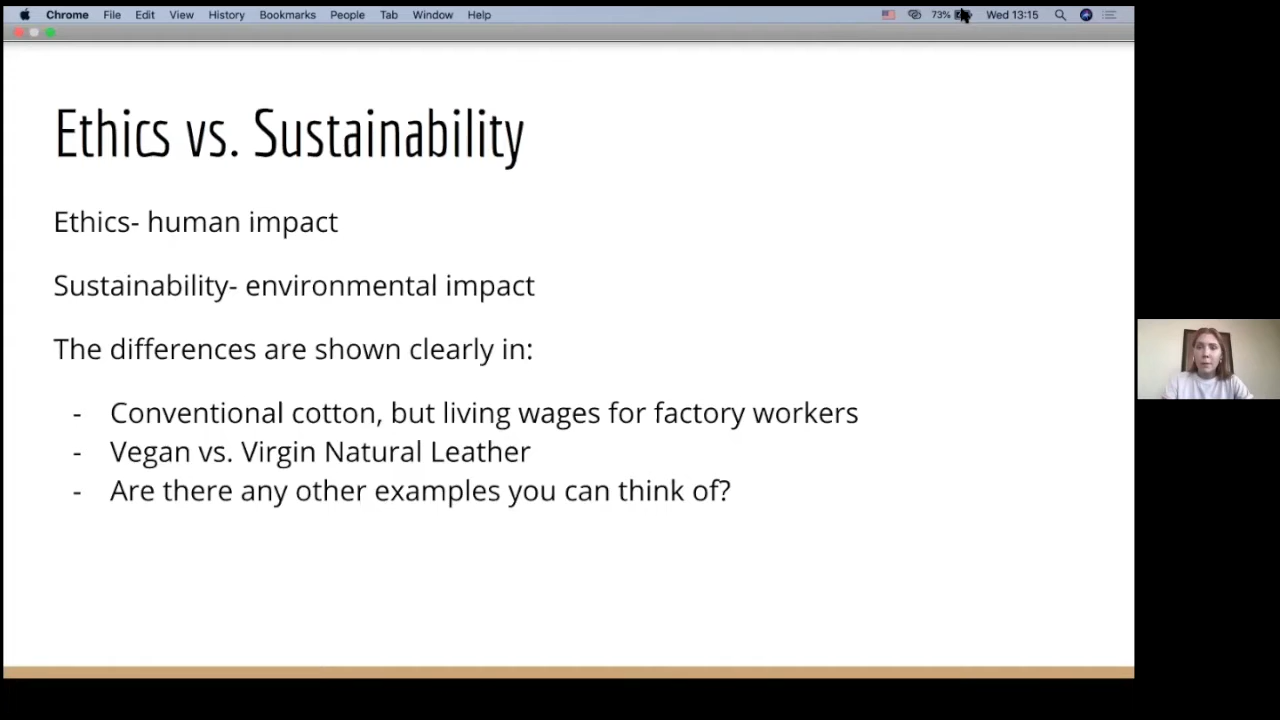 Chrome File Edit View History Bookmarks People Tab Window Help 73% Wed 13:15
Ethics vs. Sustainability
Ethics- human impact
Sustainability- environmental impact
The differences are shown clearly in:
- Conventional cotton, but living wages for factory workers
- Vegan vs. Virgin Natural Leather
- Are there any other examples you can think of?